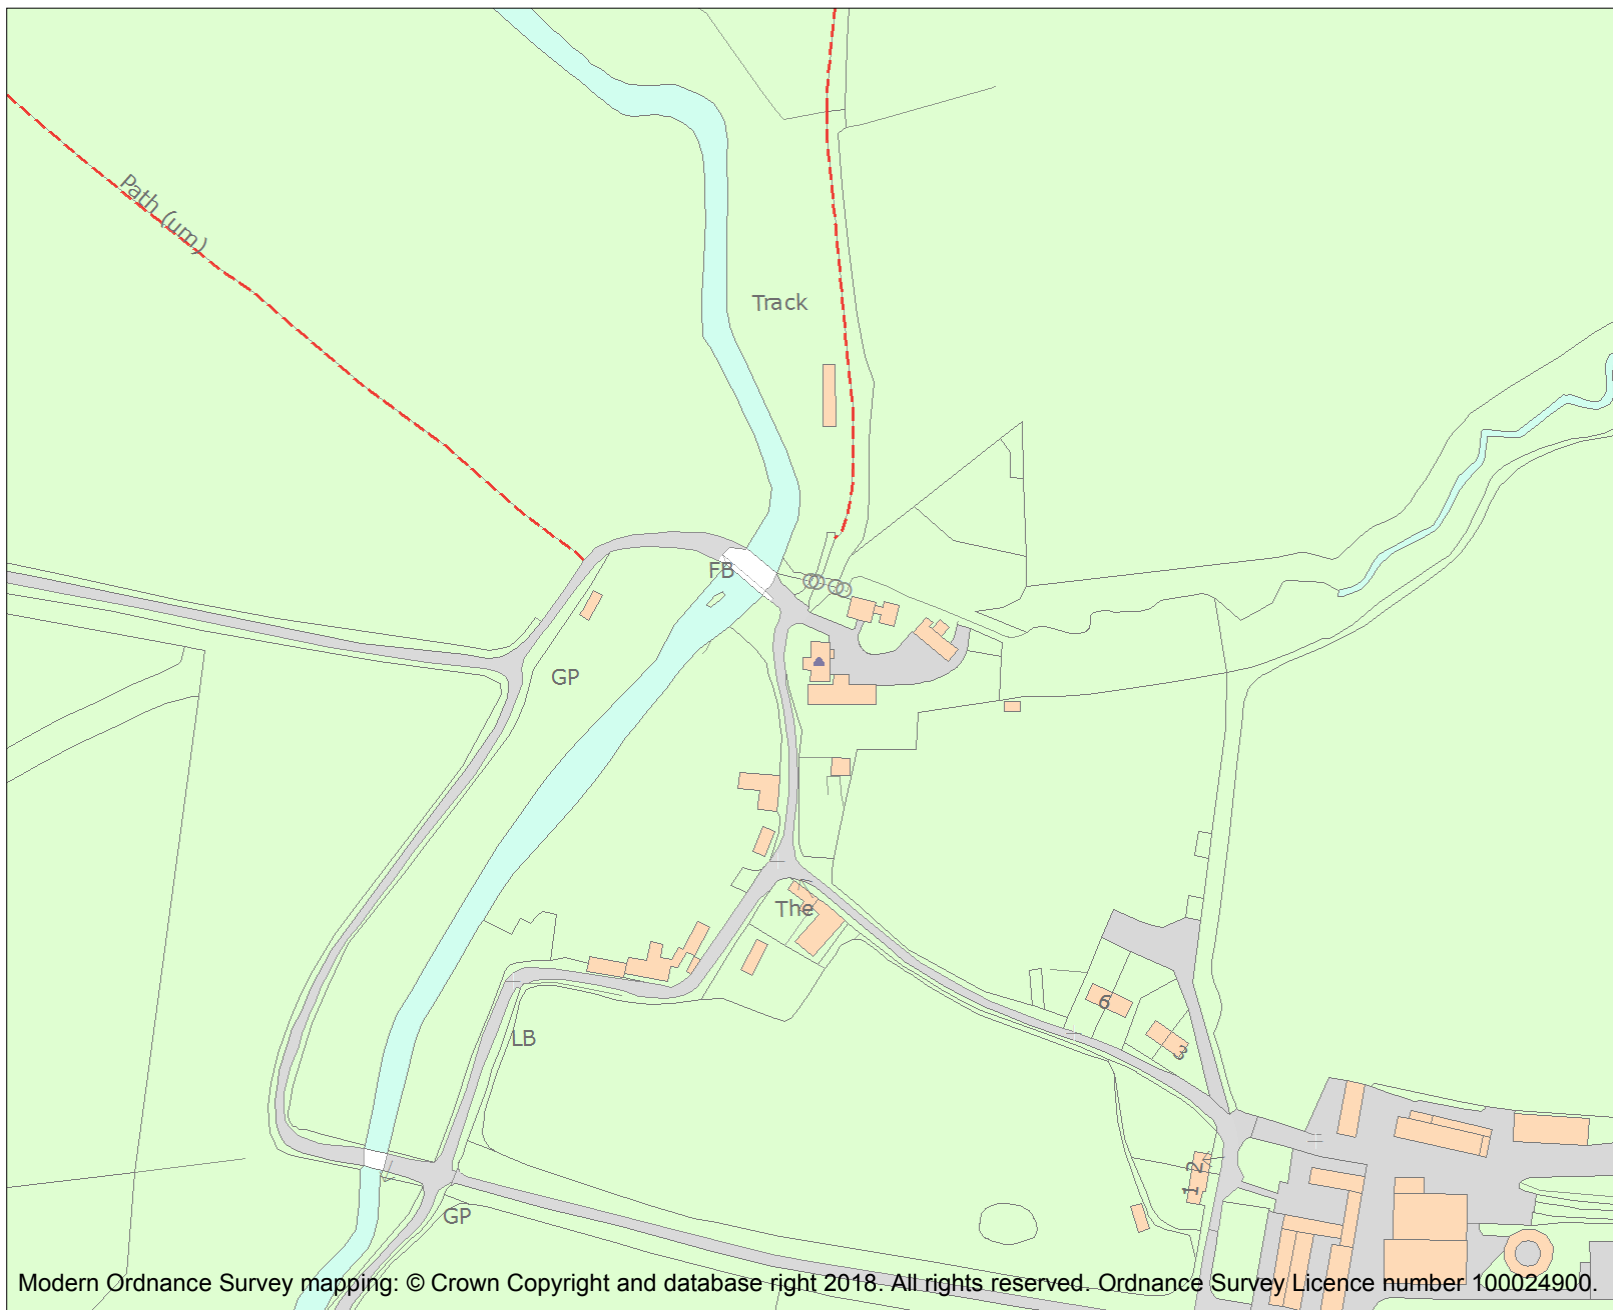 Path (um)
Track
FB
GP
The
6
LB
3
1 2
GP
Modern Ordnance Survey mapping: © Crown Copyright and database right 2018. All rights reserved. Ordnance Survey Licence number 100024900.